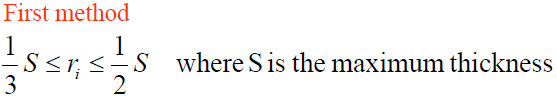 First method
1/3 S ≤ r_i ≤ 1/2 S where S is the maximum thickness